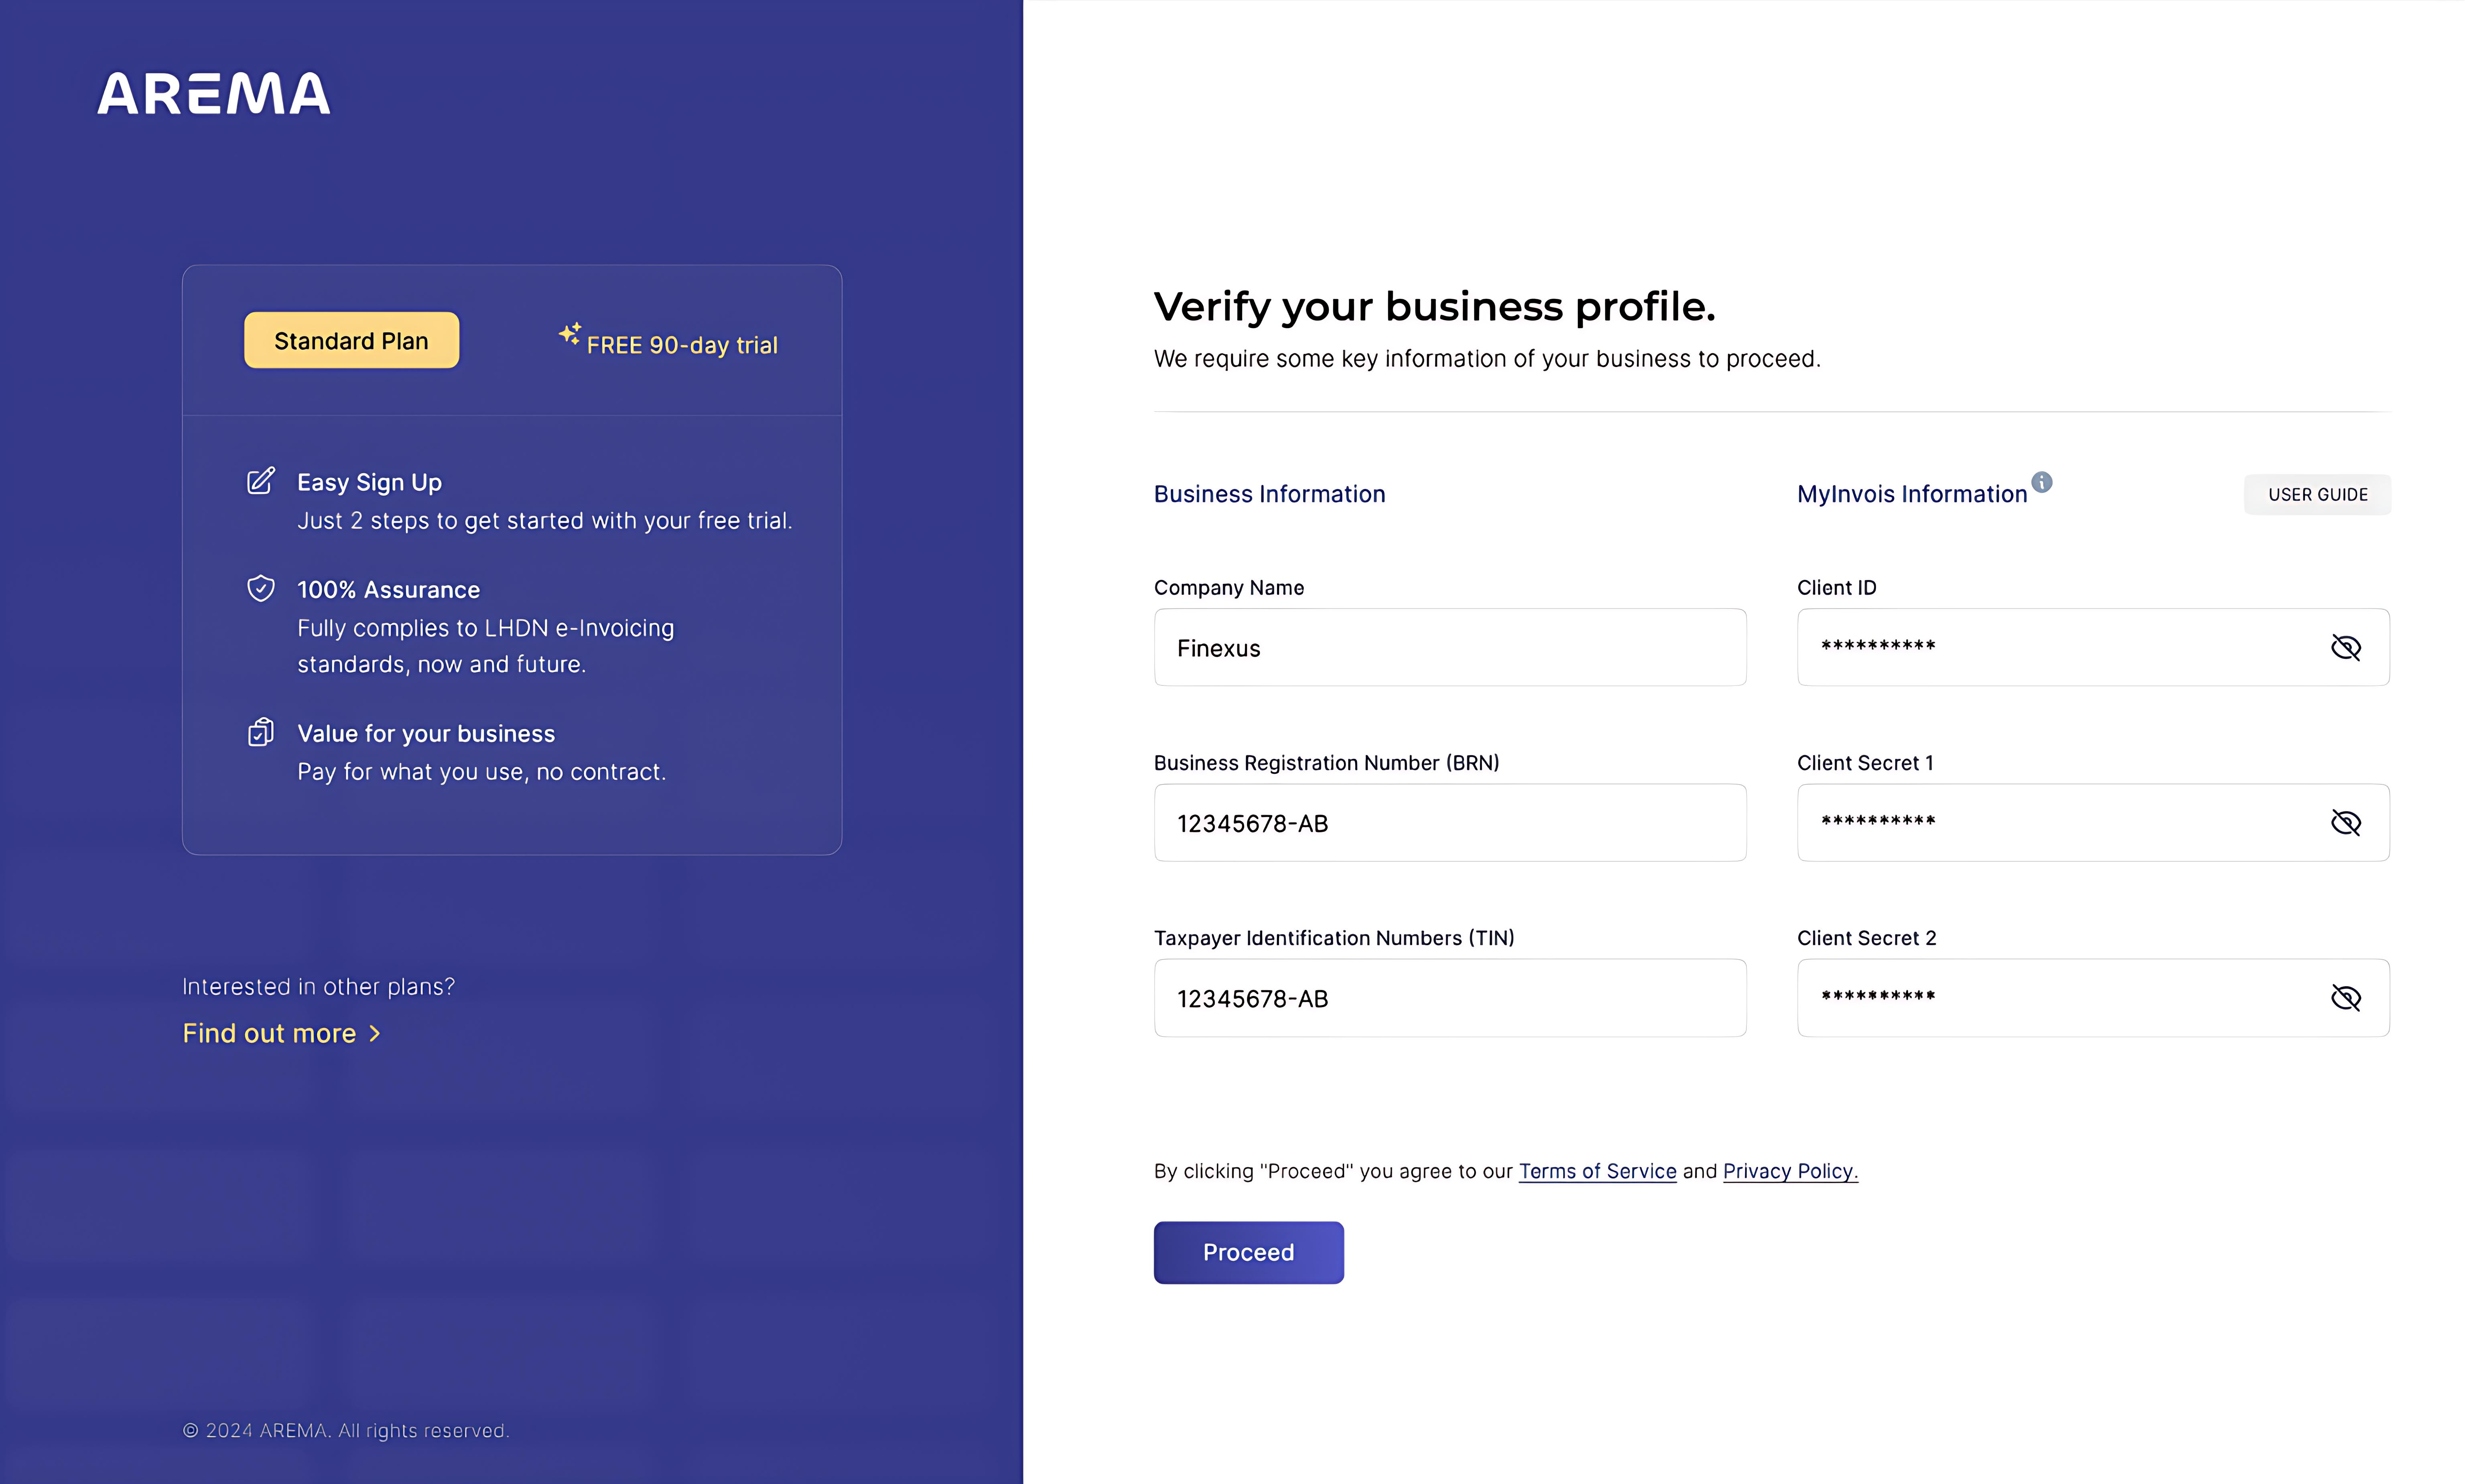 AREMA
Standard Plan
FREE 90-day trial
Easy Sign Up
Just 2 steps to get started with your free trial.
100% Assurance
Fully complies to LHDN e-Invoicing
standards, now and future.
Value for your business
Pay for what you use, no contract.
Interested in other plans?
Find out more >
© 2024 AREMA. All rights reserved.
Verify your business profile.
We require some key information of your business to proceed.
Business Information
Company Name
Finexus
Business Registration Number (BRN)
12345678-AB
Taxpayer Identification Numbers (TIN)
12345678-AB
MyInvois Information
USER GUIDE
Client ID
**********
Client Secret 1
**********
Client Secret 2
**********
By clicking "Proceed" you agree to our Terms of Service and Privacy Policy.
Proceed